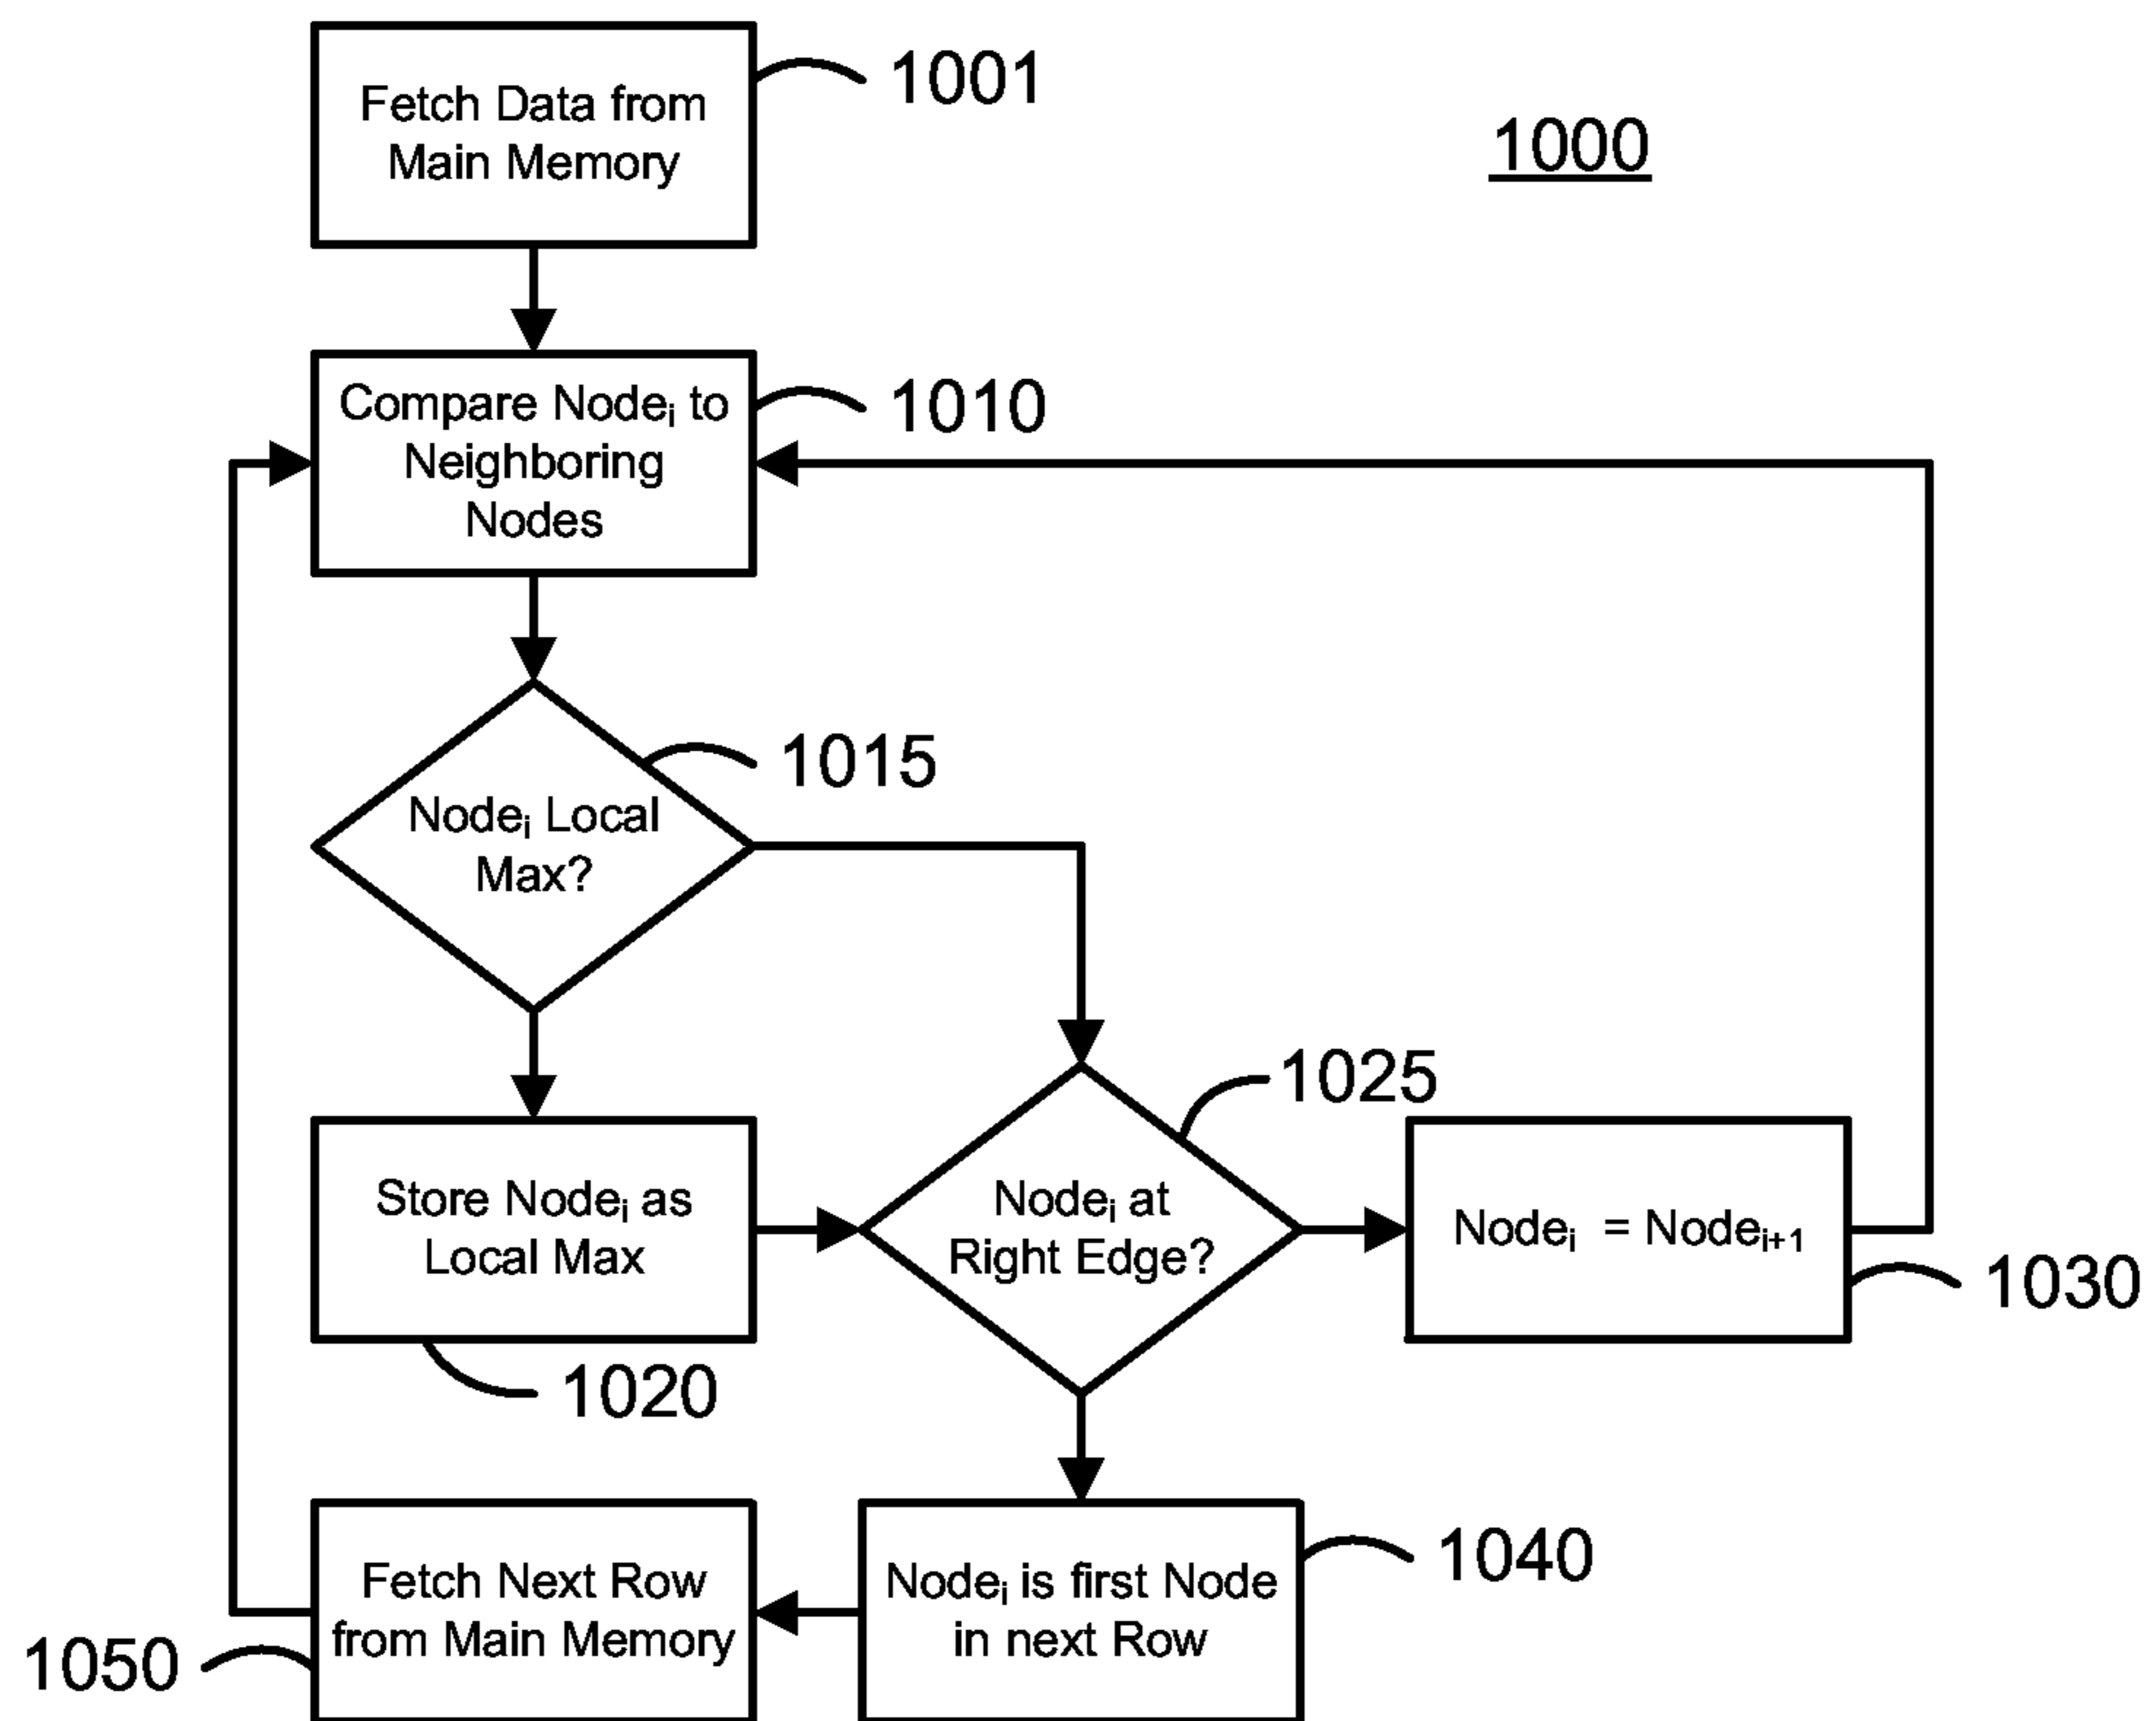 Fetch Data from
Main Memory
1001
1000
Compare Nodeᵢ to
Neighboring
Nodes
1010
Nodeᵢ Local
Max?
1015
Store Nodeᵢ as
Local Max
1020
Nodeᵢ at
Right Edge?
1025
Nodeᵢ = Nodeᵢ₊₁
1030
Fetch Next Row
from Main Memory
1050
Nodeᵢ is first Node
in next Row
1040